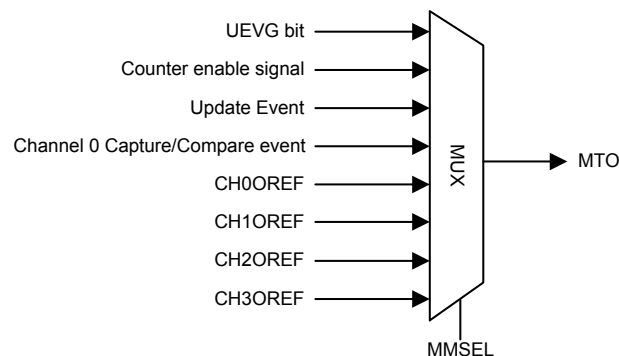 UEVG bit
Counter enable signal
Update Event
Channel 0 Capture/Compare event
CH0OREF
CH1OREF
CH2OREF
CH3OREF
MUX
MTO
MMSEL